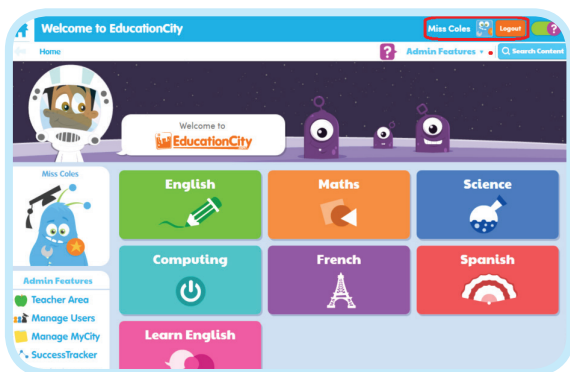 Welcome to EducationCity
Miss Coles
Logout
?
Home
?
Admin Features
Search Content
Welcome to
EducationCity
Miss Coles
English
Maths
Science
Computing
French
Spanish
Admin Features
Teacher Area
Manage Users
Manage MyCity
SuccessTracker
Learn English